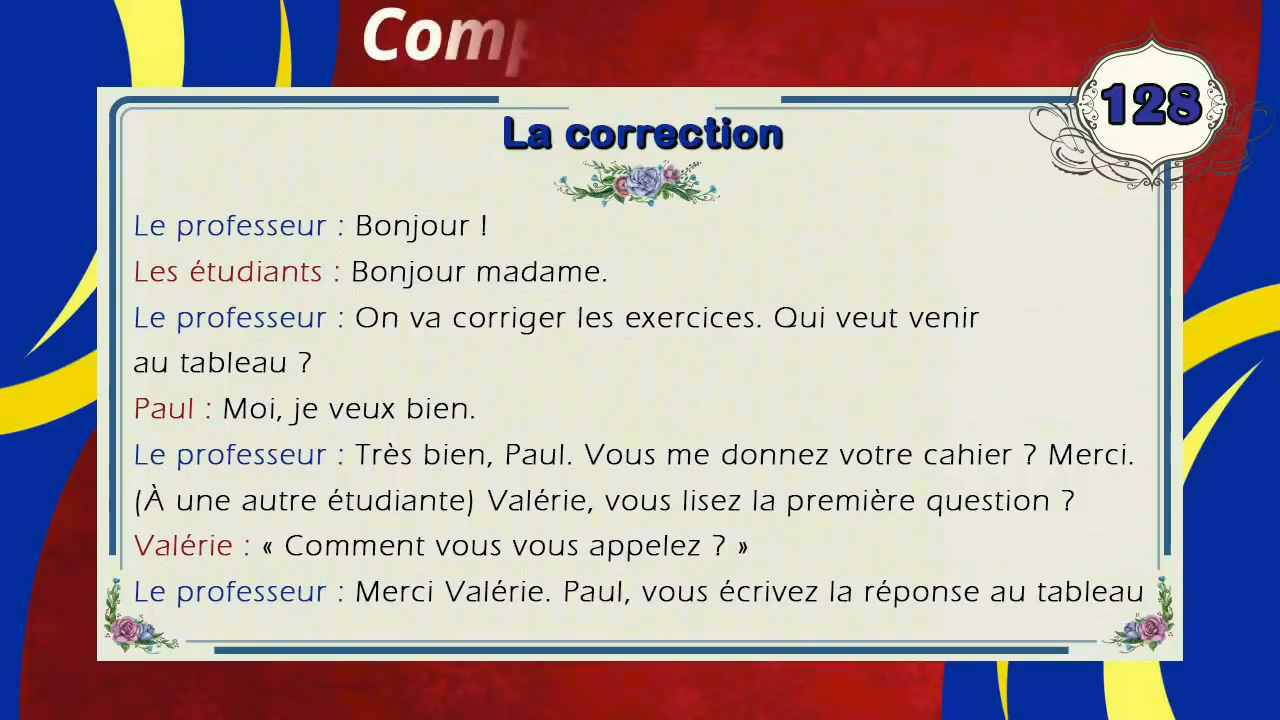 Com
128
La correction
Le professeur : Bonjour !
Les étudiants : Bonjour madame.
Le professeur : On va corriger les exercices. Qui veut venir
au tableau ?
Paul : Moi, je veux bien.
Le professeur : Très bien, Paul. Vous me donnez votre cahier ? Merci.
(À une autre étudiante) Valérie, vous lisez la première question ?
Valérie : « Comment vous vous appelez ? »
Le professeur : Merci Valérie. Paul, vous écrivez la réponse au tableau